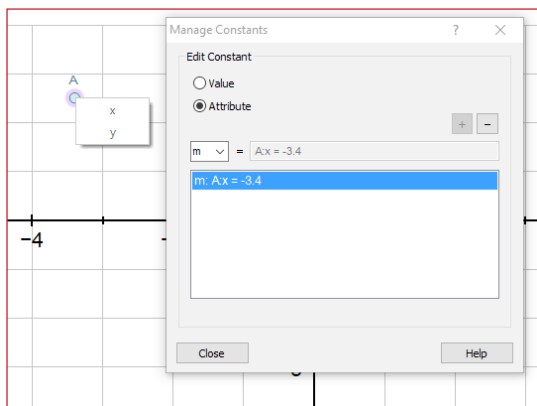 Manage Constants ? ×
Edit Constant
Value
Attribute
+ −
m = A:x = -3.4
m: A:x = -3.4
Close Help
A
x
y
−4